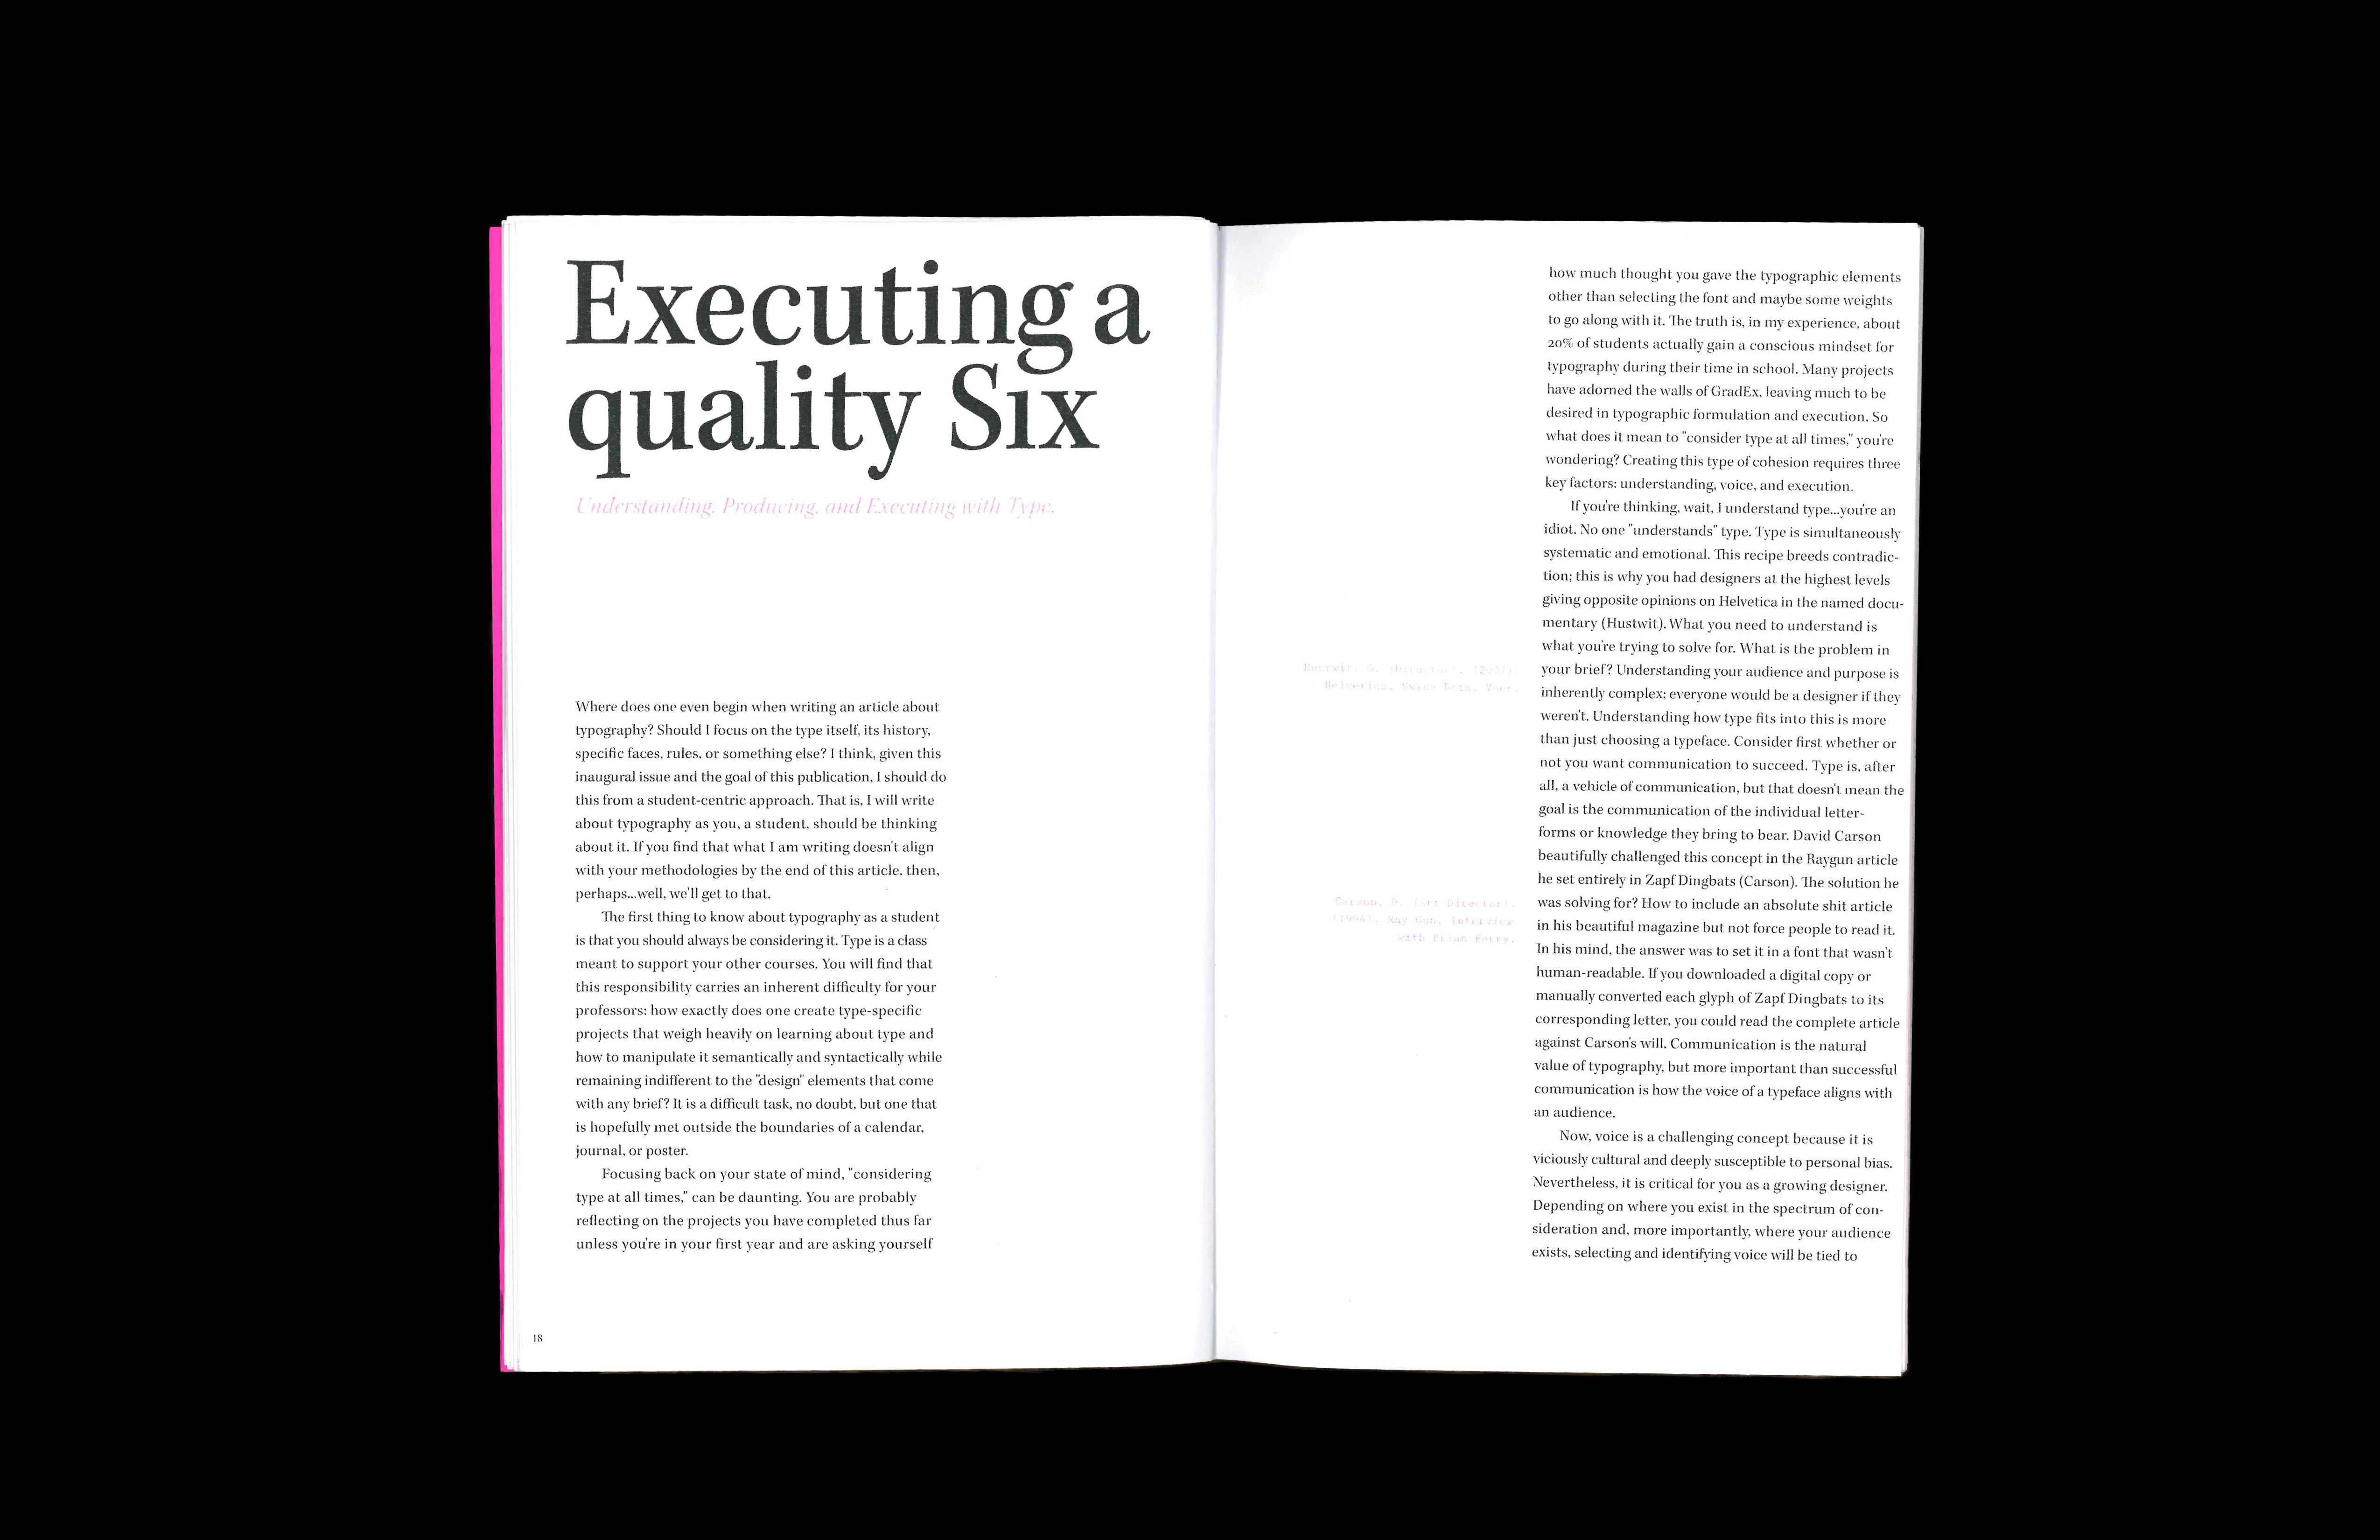 Executing a
quality Six
Understanding, Producing, and Executing with Type.
Where does one even begin when writing an article about
typography? Should I focus on the type itself, its history,
specific faces, rules, or something else? I think, given this
inaugural issue and the goal of this publication, I should do
this from a student-centric approach. That is, I will write
about typography as you, a student, should be thinking
about it. If you find that what I am writing doesn't align
with your methodologies by the end of this article, then,
perhaps...well, we'll get to that.
The first thing to know about typography as a student
is that you should always be considering it. Type is a class
meant to support your other courses. You will find that
this responsibility carries an inherent difficulty for your
professors: how exactly does one create type-specific
projects that weigh heavily on learning about type and
how to manipulate it semantically and syntactically while
remaining indifferent to the "design" elements that come
with any brief? It is a difficult task, no doubt, but one that
is hopefully met outside the boundaries of a calendar,
journal, or poster.
Focusing back on your state of mind, "considering
type at all times," can be daunting. You are probably
reflecting on the projects you have completed thus far
unless you're in your first year and are asking yourself
18
how much thought you gave the typographic elements
other than selecting the font and maybe some weights
to go along with it. The truth is, in my experience, about
20% of students actually gain a conscious mindset for
typography during their time in school. Many projects
have adorned the walls of GradEx, leaving much to be
desired in typographic formulation and execution. So
what does it mean to "consider type at all times," you're
wondering? Creating this type of cohesion requires three
key factors: understanding, voice, and execution.
If you're thinking, wait, I understand type...you're an
idiot. No one "understands" type. Type is simultaneously
systematic and emotional. This recipe breeds contradic-
tion; this is why you had designers at the highest levels
giving opposite opinions on Helvetica in the named docu-
mentary (Hustwit). What you need to understand is
what you're trying to solve for. What is the problem in
your brief? Understanding your audience and purpose is
inherently complex; everyone would be a designer if they
weren't. Understanding how type fits into this is more
than just choosing a typeface. Consider first whether or
not you want communication to succeed. Type is, after
all, a vehicle of communication, but that doesn't mean the
goal is the communication of the individual letter-
forms or knowledge they bring to bear. David Carson
beautifully challenged this concept in the Raygun article
he set entirely in Zapf Dingbats (Carson). The solution he
was solving for? How to include an absolute shit article
in his beautiful magazine but not force people to read it.
In his mind, the answer was to set it in a font that wasn't
human-readable. If you downloaded a digital copy or
manually converted each glyph of Zapf Dingbats to its
corresponding letter, you could read the complete article
against Carson's will. Communication is the natural
value of typography, but more important than successful
communication is how the voice of a typeface aligns with
an audience.
Now, voice is a challenging concept because it is
viciously cultural and deeply susceptible to personal bias.
Nevertheless, it is critical for you as a growing designer.
Depending on where you exist in the spectrum of con-
sideration and, more importantly, where your audience
exists, selecting and identifying voice will be tied to
Hustwit, G. (Director). (2007).
Helvetica. Swiss Dots.
Carson, D. (Art Director).
(1994). Ray Gun. Interview
with Brian Ferry.